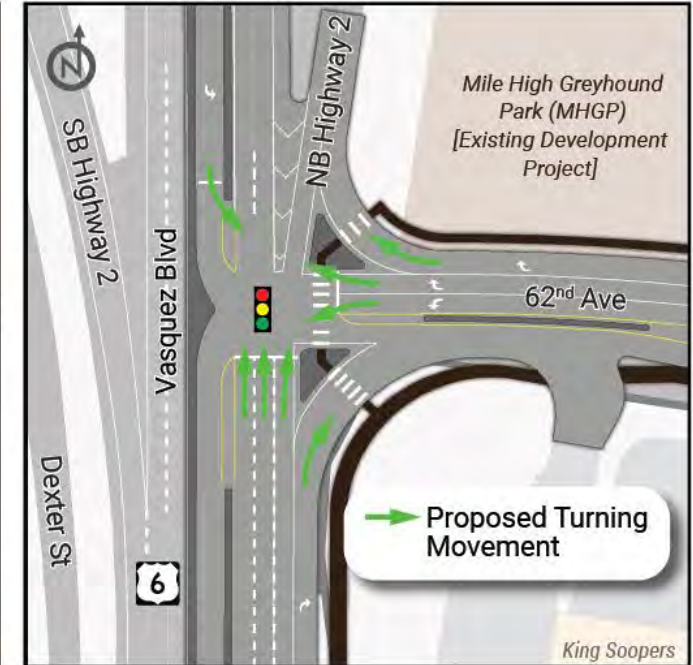 N
SB Highway 2
Vasquez Blvd
NB Highway 2
Mile High Greyhound
Park (MHGP)
[Existing Development
Project]
62nd Ave
Dexter St
6
Proposed Turning
Movement
King Soopers